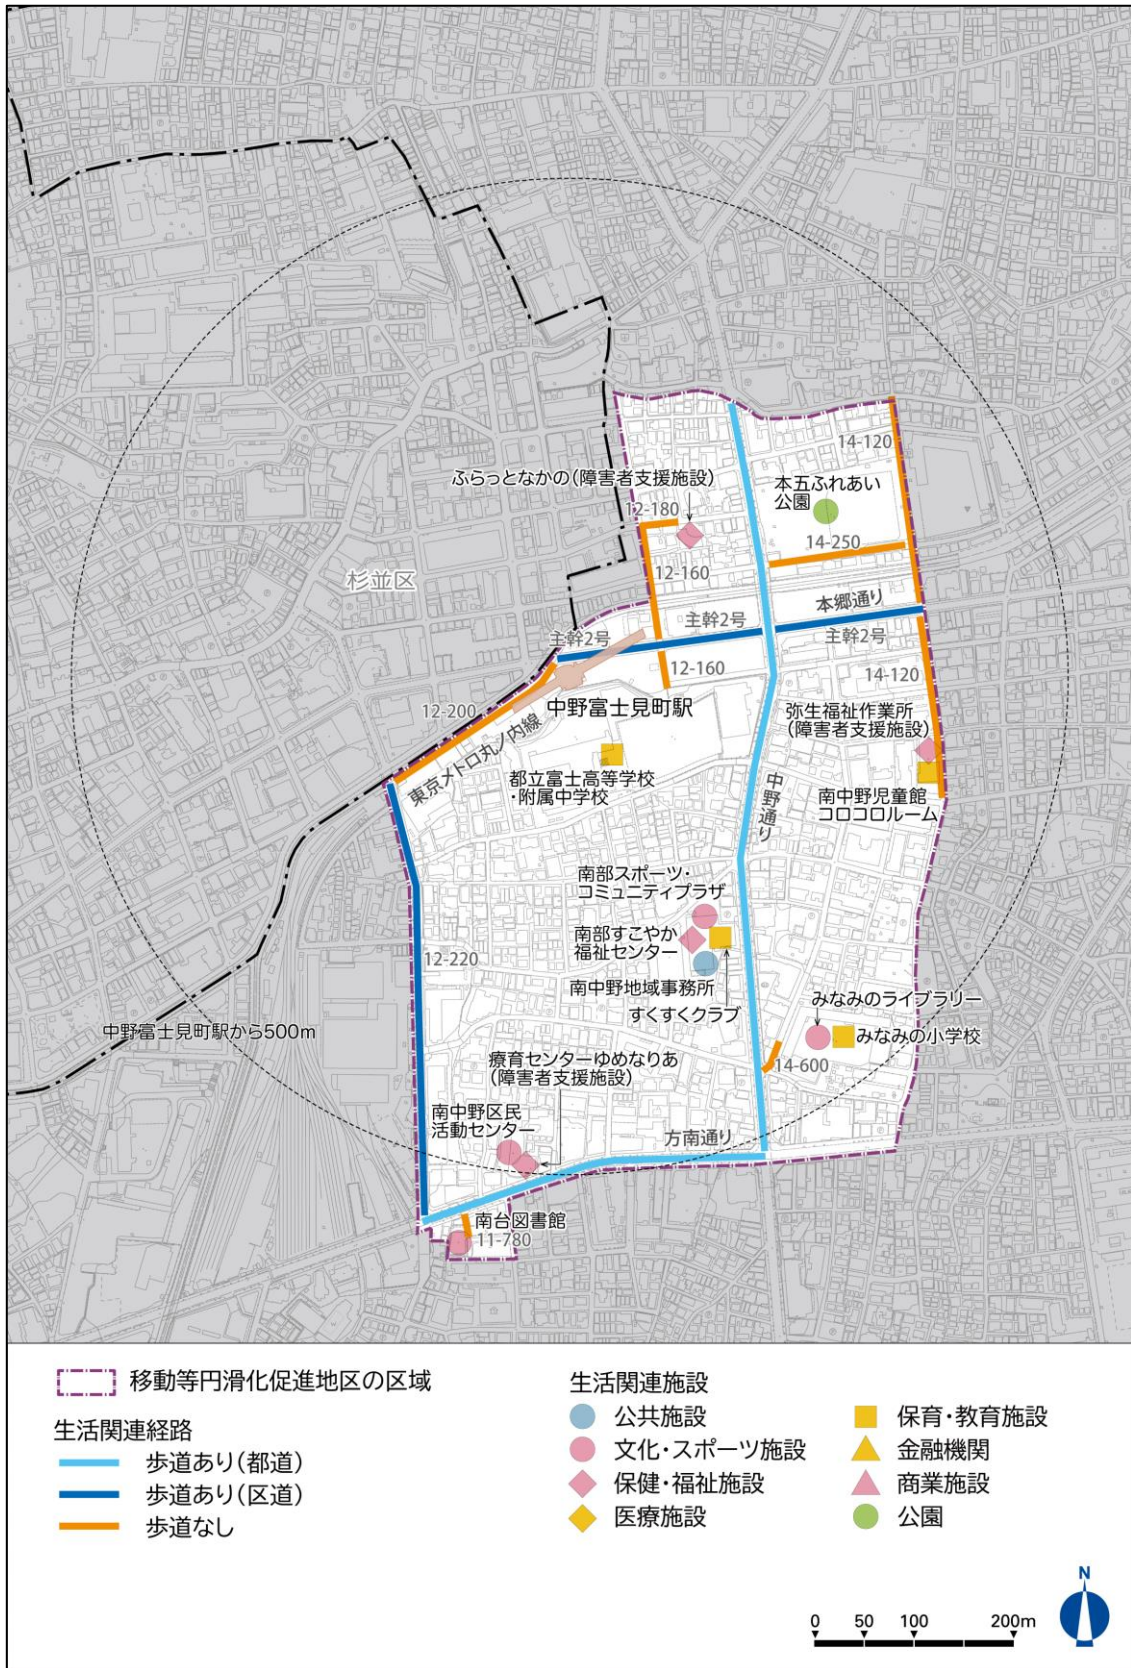 14-120
ふらっとなかの(障害者支援施設)
本五ふれあい
公園
12-180
14-250
12-160
杉並区
本郷通り
主幹2号
主幹2号
主幹2号
12-160
14-120
12-200
中野富士見町駅
東京メトロ丸ノ内線
弥生福祉作業所
(障害者支援施設)
都立富士高等学校
・附属中学校
中野通り
南中野児童館
コロコロルーム
南部スポーツ・
コミュニティプラザ
南部すこやか
福祉センター
12-220
南中野地域事務所
すくすくクラブ
みなみのライブラリー
みなみの小学校
中野富士見町駅から500m
14-600
療育センターゆめなりあ
(障害者支援施設)
南中野区民
活動センター
方南通り
南台図書館
11-780
移動等円滑化促進地区の区域
生活関連経路
歩道あり(都道)
歩道あり(区道)
歩道なし
生活関連施設
公共施設
文化・スポーツ施設
保健・福祉施設
医療施設
保育・教育施設
金融機関
商業施設
公園
N
0 50 100 200m